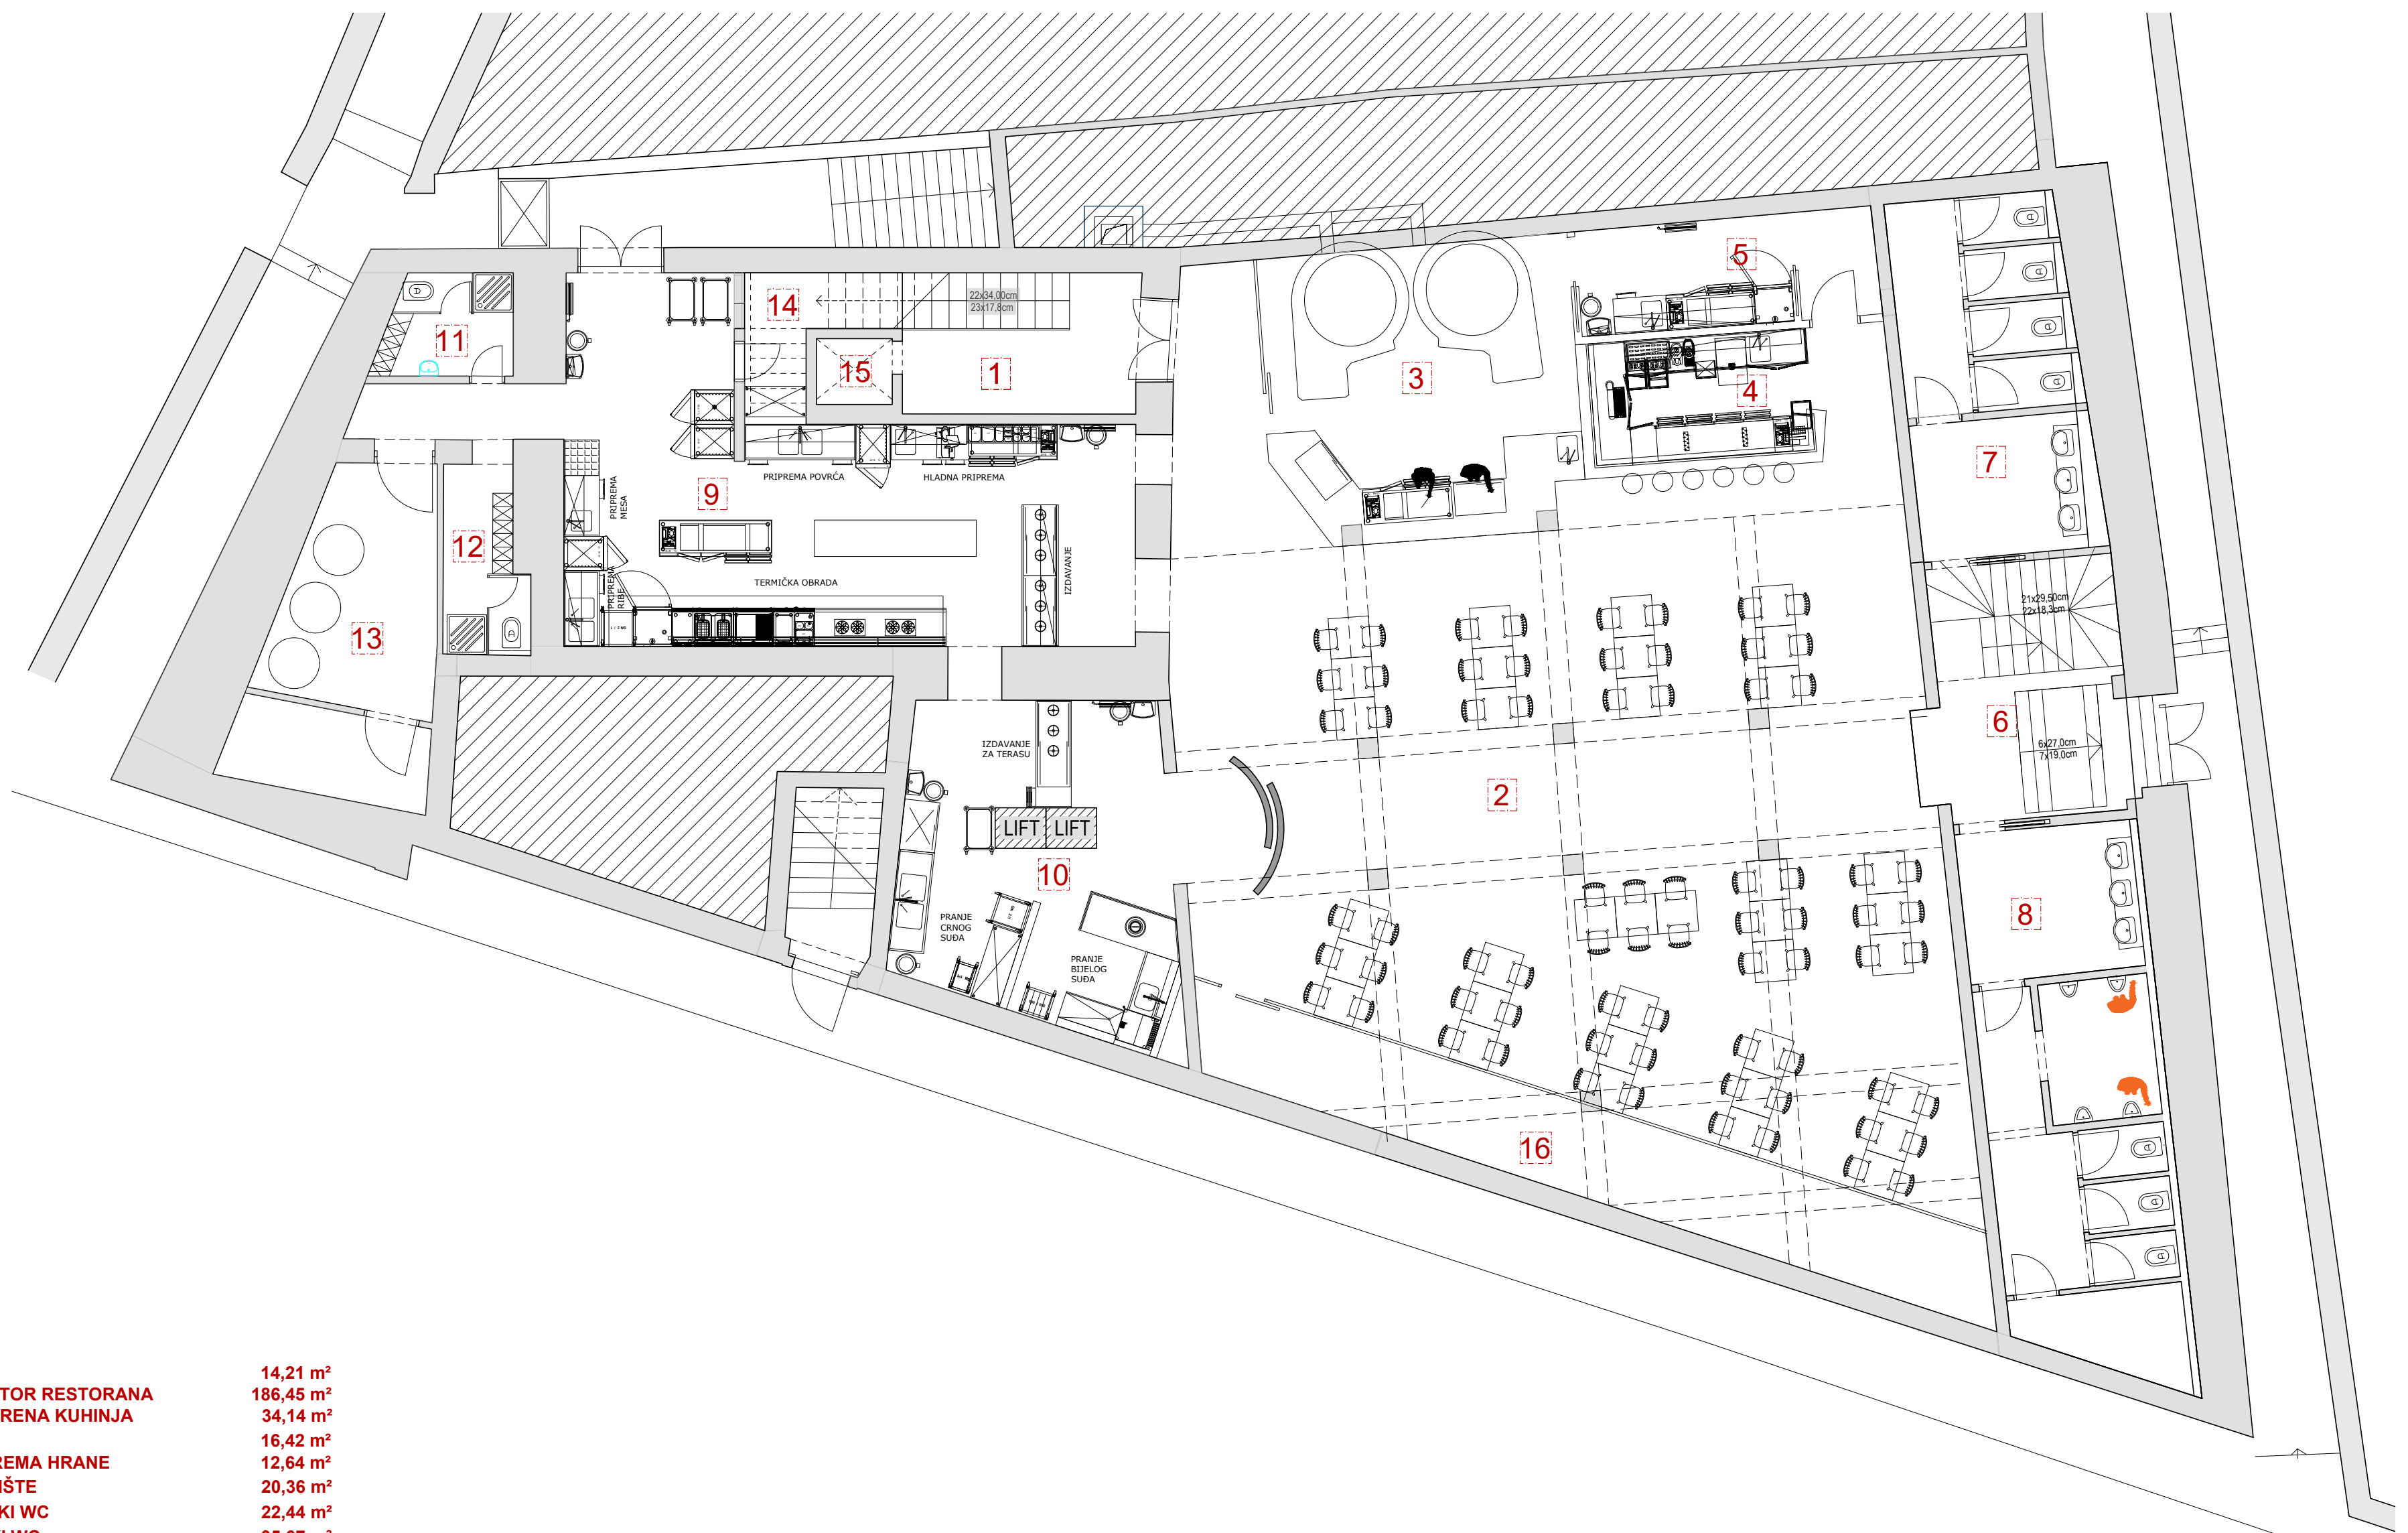 5
14
22x34,00cm
23x17,8cm
11
15
1
3
4
7
PRIPREMA POVRĆA
HLADNA PRIPREMA
9
PRIPREMA
MESA
12
IZDAVANJE
TERMIČKA OBRADA
PRIPREMA
RIBE
13
21x29,50cm
22x18,3cm
6
6x27,0cm
7x19,0cm
IZDAVANJE
ZA TERASU
2
LIFT
LIFT
10
8
PRANJE
CRNOG
SUĐA
PRANJE
BIJELOG
SUĐA
16
14,21 m²
TOR RESTORANA 186,45 m²
RENA KUHINJA 34,14 m²
16,42 m²
REMA HRANE 12,64 m²
IŠTE 20,36 m²
KI WC 22,44 m²